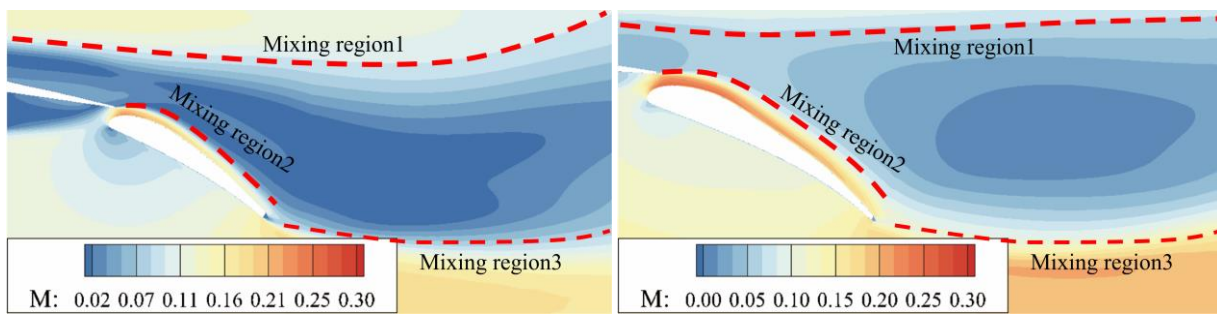 Mixing region1
Mixing region2
Mixing region3
M: 0.02 0.07 0.11 0.16 0.21 0.25 0.30
Mixing region1
Mixing region2
Mixing region3
M: 0.00 0.05 0.10 0.15 0.20 0.25 0.30